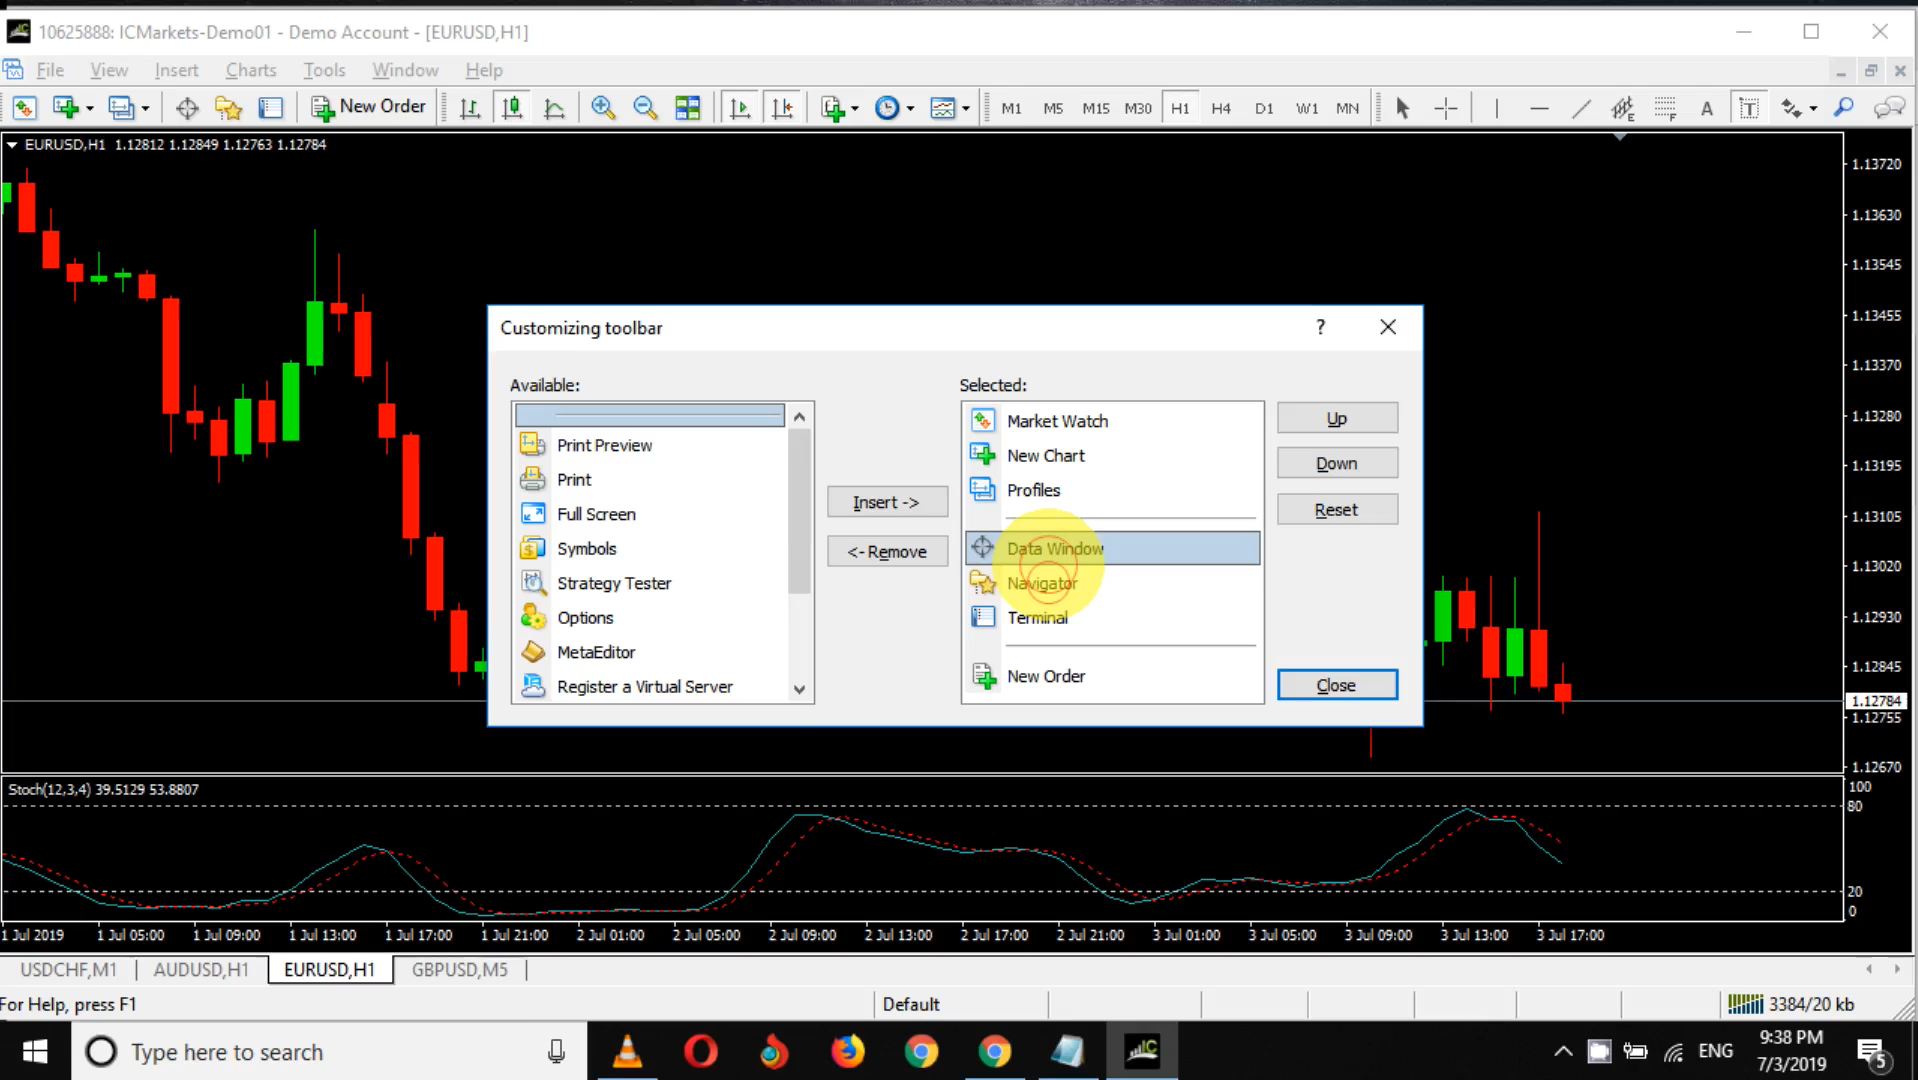 10625888: ICMarkets-Demo01 - Demo Account - [EURUSD,H1]
File View Insert Charts Tools Window Help
New Order M1 M5 M15 M30 H1 H4 D1 W1 MN A T
EURUSD,H1 1.12812 1.12849 1.12763 1.12784
1.13720
1.13630
1.13545
1.13455
1.13370
1.13280
1.13195
1.13105
1.13020
1.12930
1.12845
1.12784
1.12755
1.12670
Customizing toolbar ?
Available:
Print Preview
Print
Full Screen
Symbols
Strategy Tester
Options
MetaEditor
Register a Virtual Server
Insert ->
<- Remove
Selected:
Market Watch
New Chart
Profiles
Data Window
Navigator
Terminal
New Order
Up
Down
Reset
Close
Stoch(12,3,4) 39.5129 53.8807
100
80
20
0
1 Jul 2019 1 Jul 05:00 1 Jul 09:00 1 Jul 13:00 1 Jul 17:00 1 Jul 21:00 2 Jul 01:00 2 Jul 05:00 2 Jul 09:00 2 Jul 13:00 2 Jul 17:00 2 Jul 21:00 3 Jul 01:00 3 Jul 05:00 3 Jul 09:00 3 Jul 13:00 3 Jul 17:00
USDCHF,M1 AUDUSD,H1 EURUSD,H1 GBPUSD,M5
For Help, press F1 Default 3384/20 kb
Type here to search IC ENG 9:38 PM
7/3/2019 5